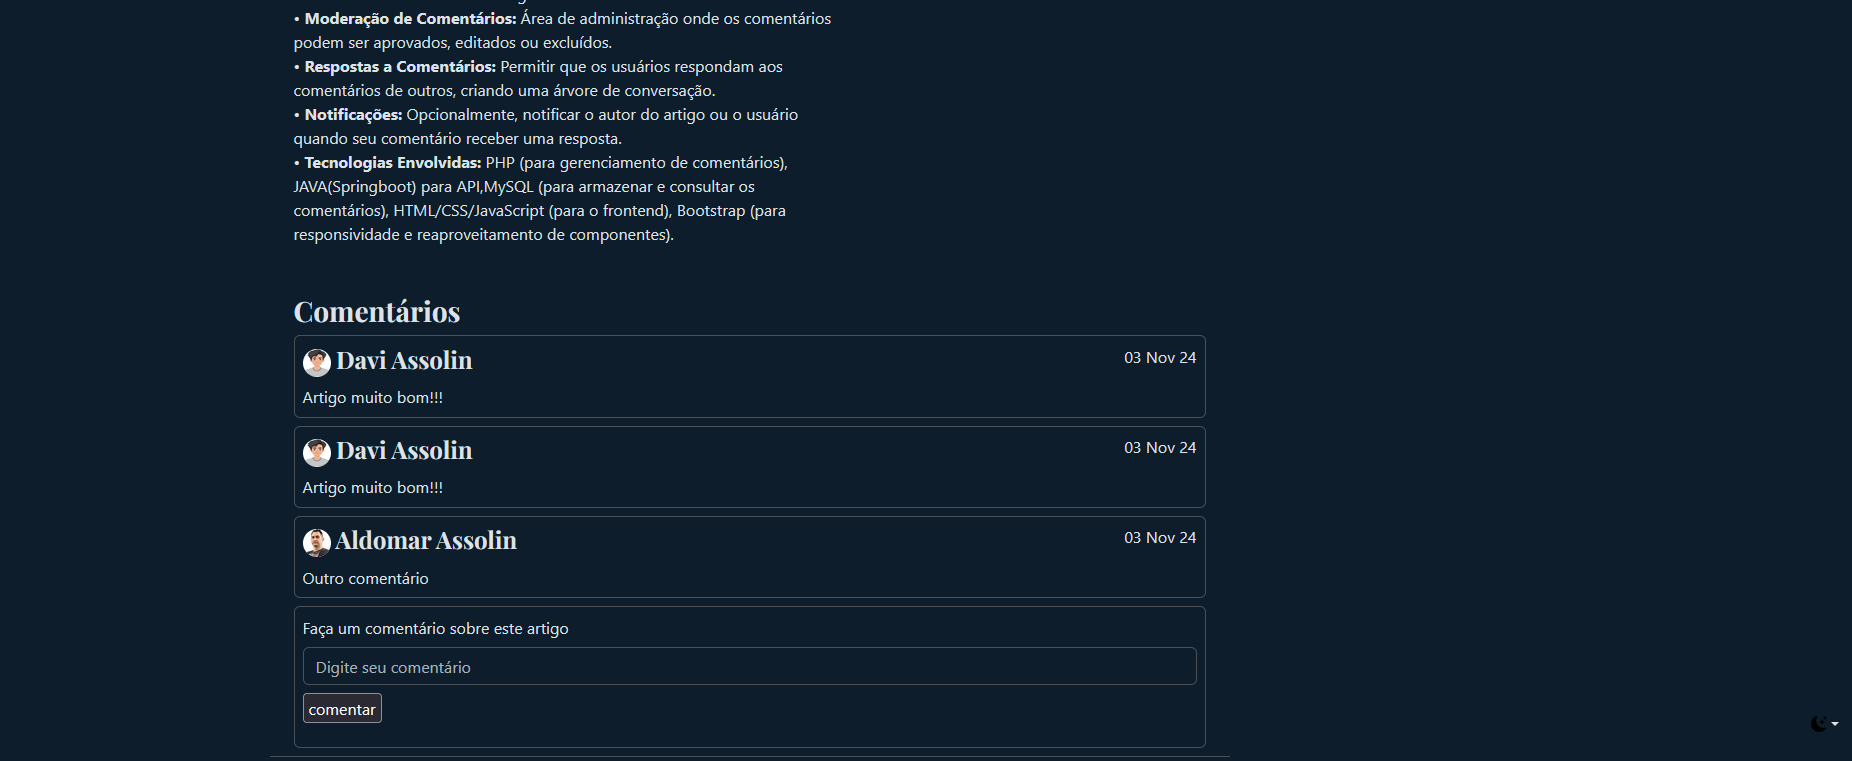 • Moderação de Comentários: Área de administração onde os comentários
podem ser aprovados, editados ou excluídos.
• Respostas a Comentários: Permitir que os usuários respondam aos
comentários de outros, criando uma árvore de conversação.
• Notificações: Opcionalmente, notificar o autor do artigo ou o usuário
quando seu comentário receber uma resposta.
• Tecnologias Envolvidas: PHP (para gerenciamento de comentários),
JAVA(Springboot) para API,MySQL (para armazenar e consultar os
comentários), HTML/CSS/JavaScript (para o frontend), Bootstrap (para
responsividade e reaproveitamento de componentes).
Comentários
Davi Assolin 03 Nov 24
Artigo muito bom!!!
Davi Assolin 03 Nov 24
Artigo muito bom!!!
Aldomar Assolin 03 Nov 24
Outro comentário
Faça um comentário sobre este artigo
Digite seu comentário
comentar